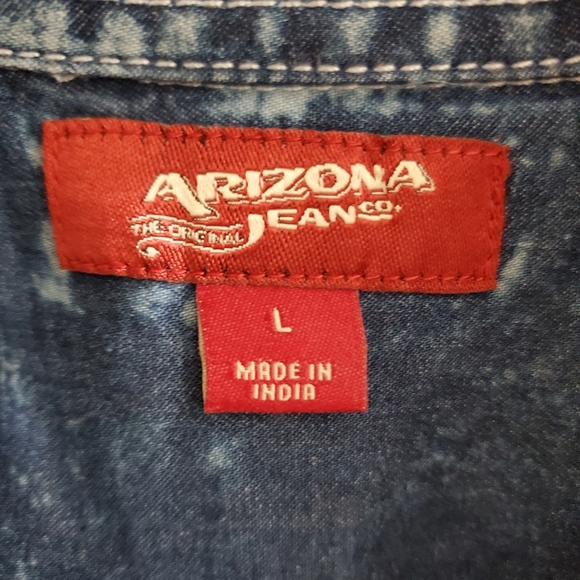 ARIZONA
THE ORIGINAL JEAN CO.
L
MADE IN
INDIA